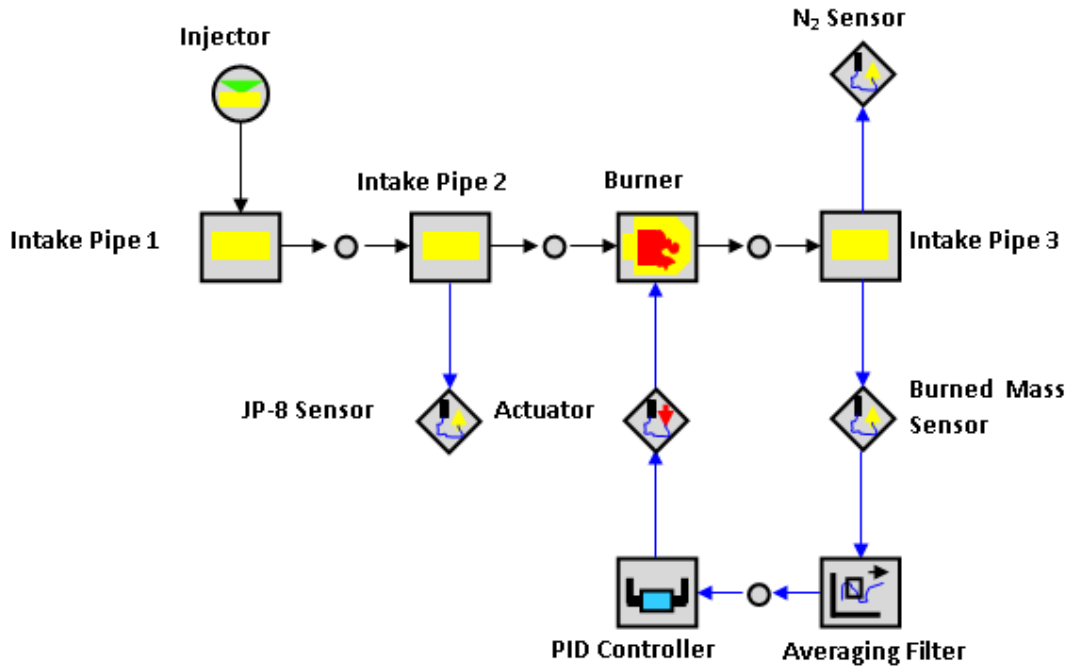 N₂ Sensor
Injector
Intake Pipe 2
Burner
Intake Pipe 1
Intake Pipe 3
JP-8 Sensor
Actuator
Burned Mass
Sensor
PID Controller
Averaging Filter